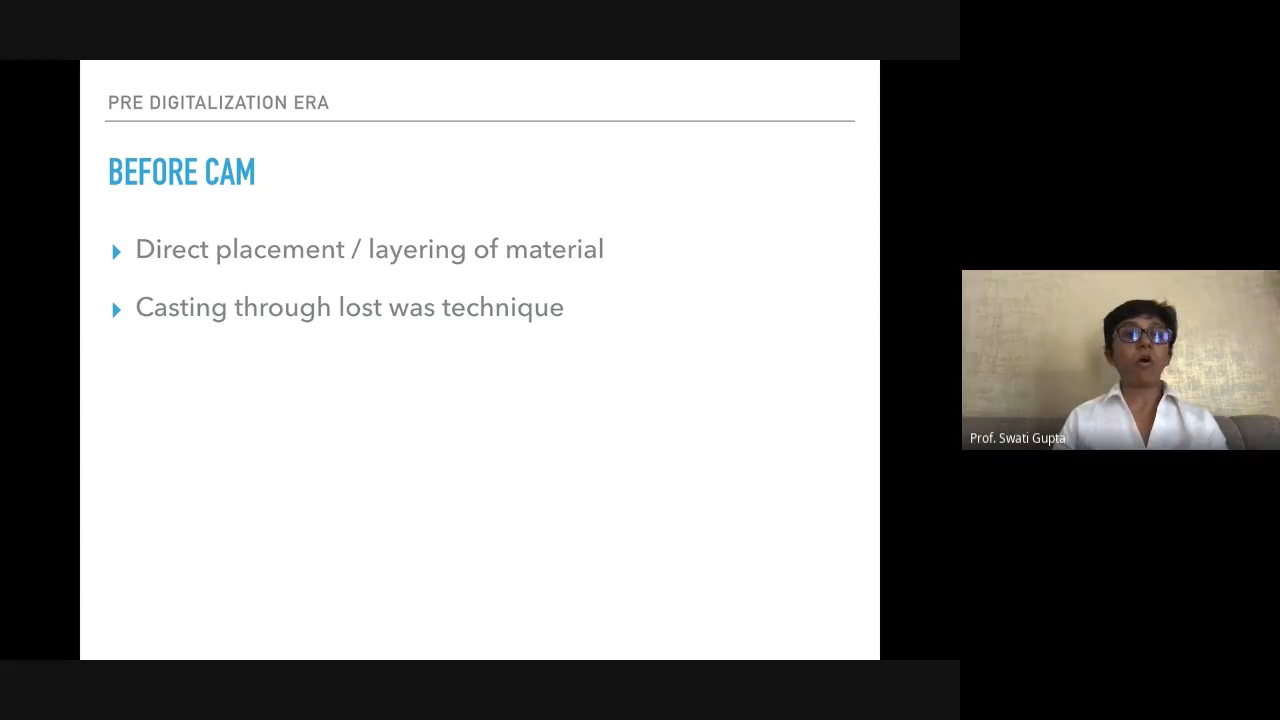 PRE DIGITALIZATION ERA
BEFORE CAM
Direct placement / layering of material
Casting through lost was technique
Prof. Swati Gupta